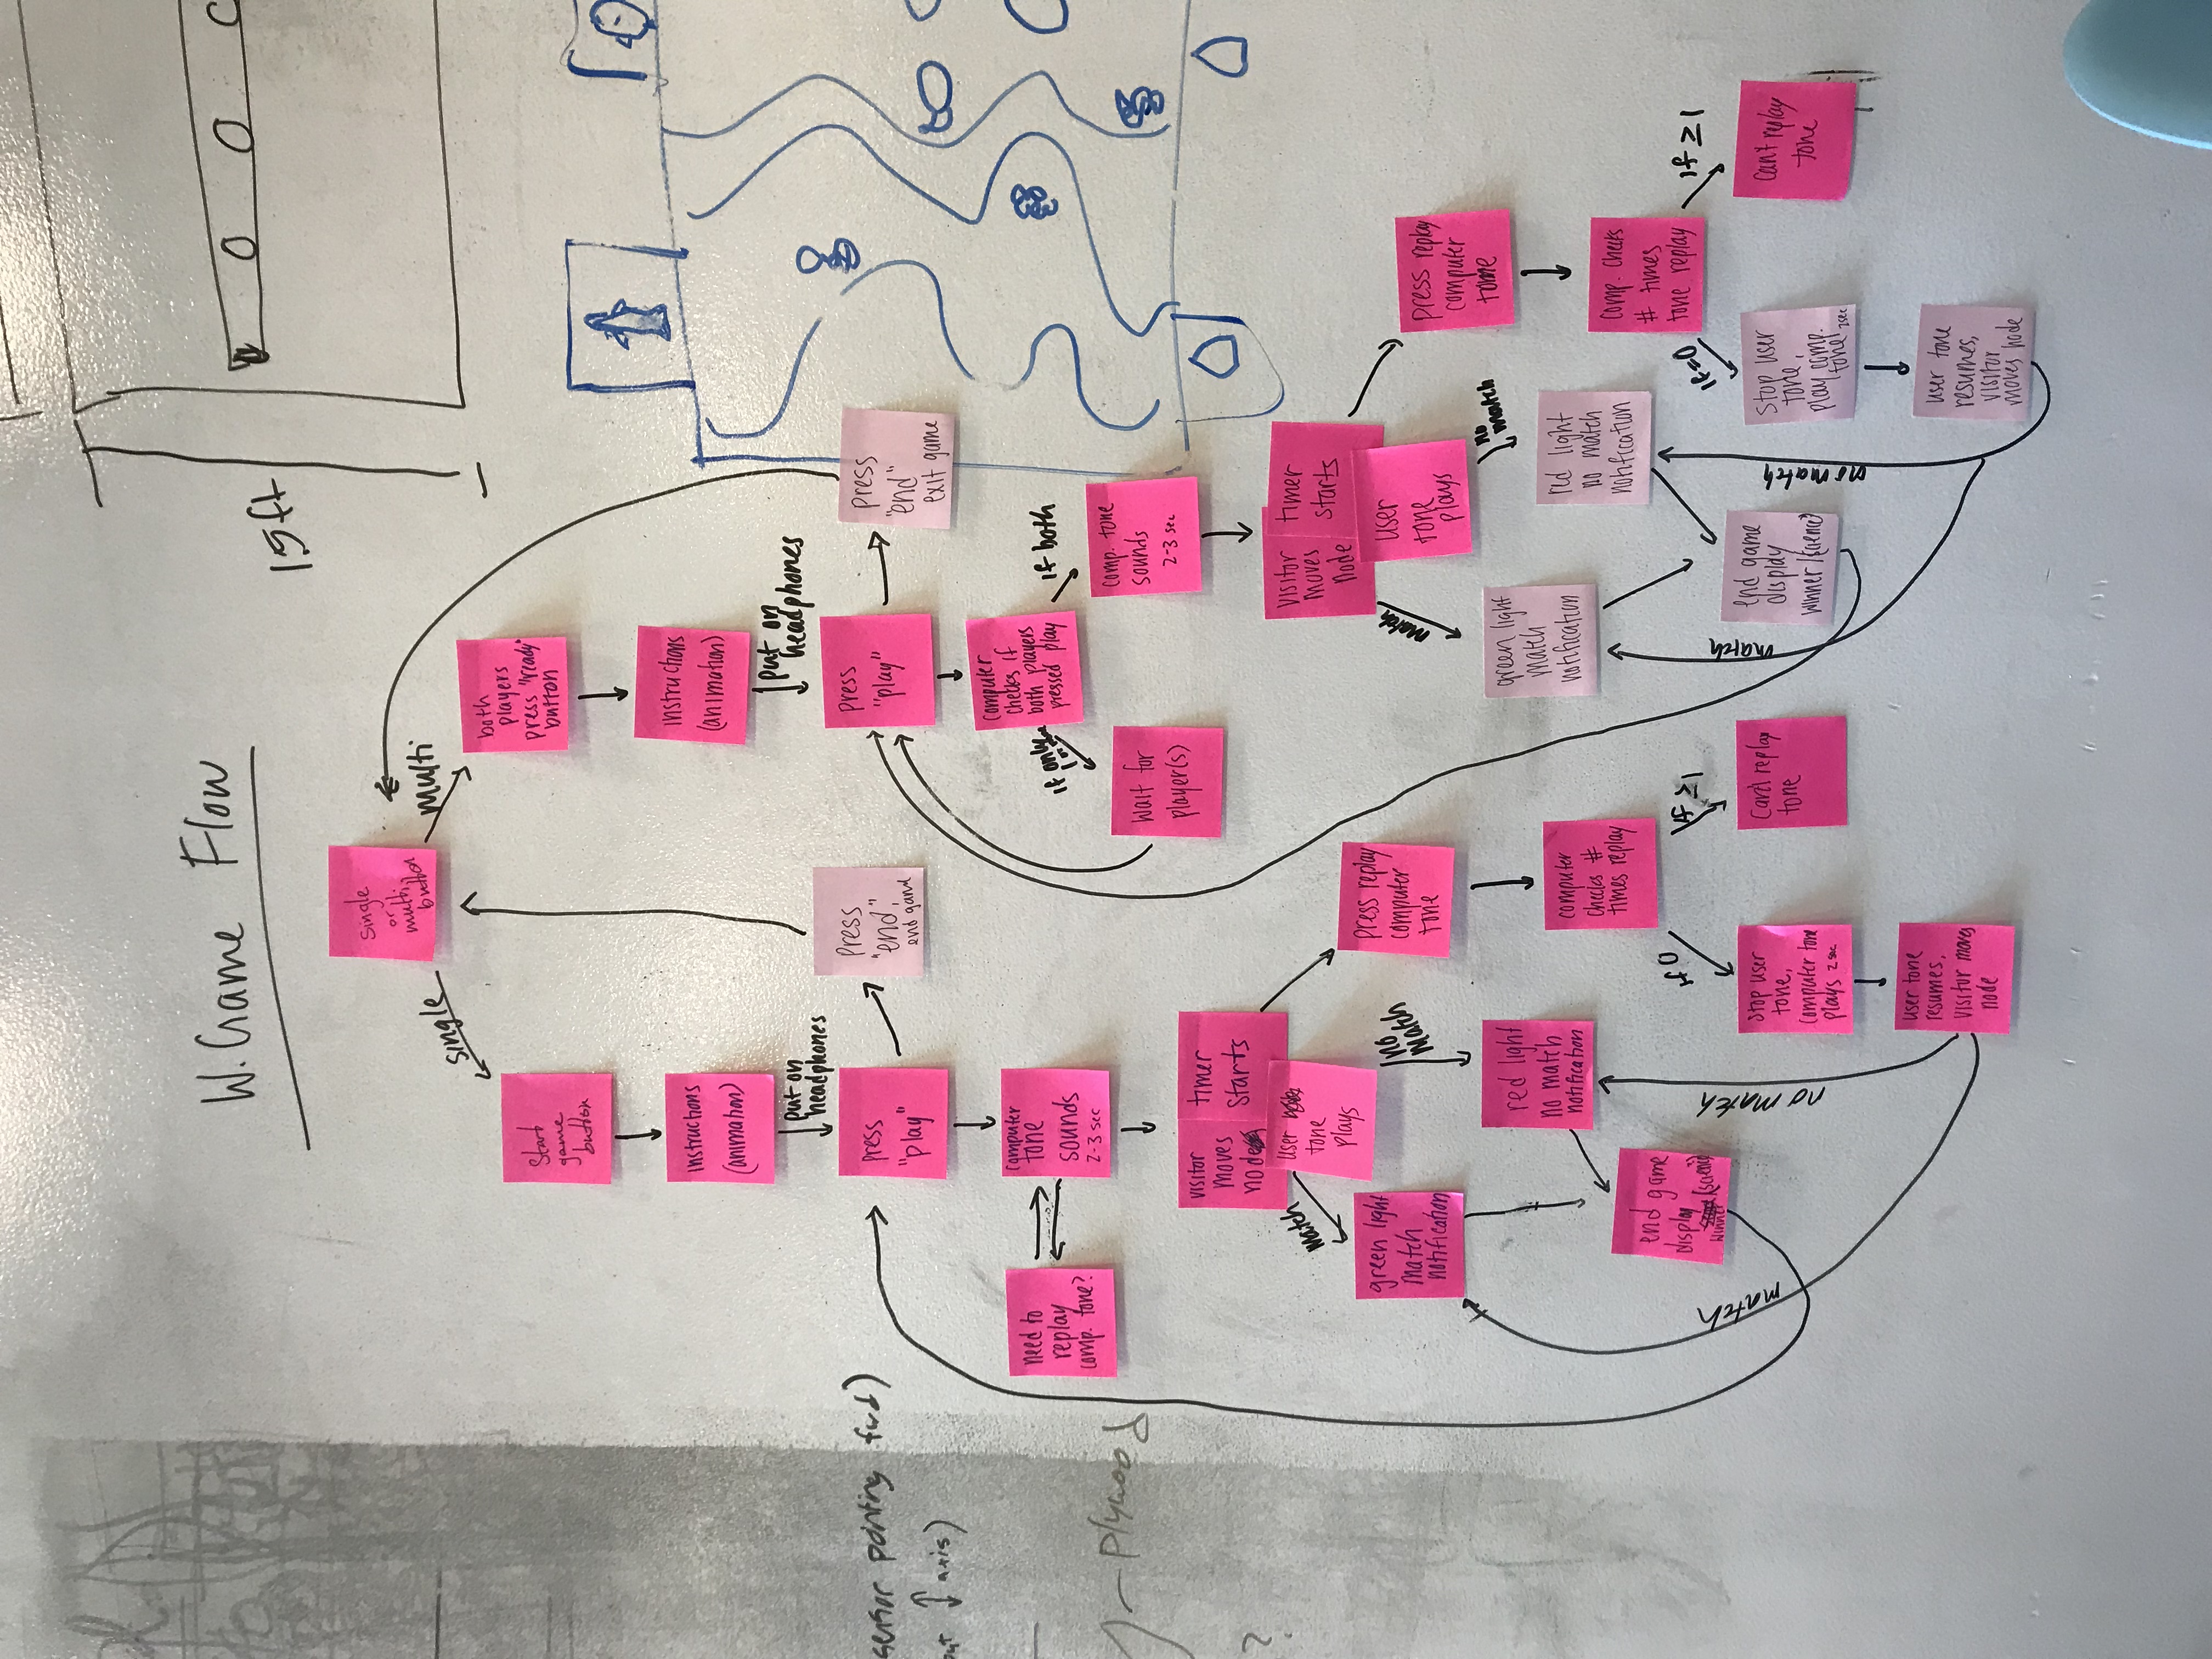 W. Game Flow
15ft
single
or
multi
button
single
multi
Start
game
button
instructions
(animation)
put on
headphones
press
"play"
Press
"end,"
end game
need to
replay
comp. tone?
computer
tone
sounds
2-3 sec
visitor
moves
node
timer
starts
user
tone
plays
match
no
match
green light
match
notification
red light
no match
notification
end game
display
(science)
winner
press replay
computer
tone
computer
checks #
times replay
if 0
if ≥1
stop user
tone,
computer tone
plays 2 sec
Can't replay
tone
user tone
resumes,
visitor moves
node
match
no match
both
players
press "ready"
button
instructions
(animation)
put on
headphones
press
"play"
press
"end"
exit game
computer
checks if
both players
pressed play
if only
1 or
if both
wait for
player(s)
comp. tone
sounds
2-3 sec
visitor
moves
node
timer
starts
user
tone
plays
match
no
match
green light
match
notification
red light
no match
notification
end game
display
winner/(science)
press replay
computer
tone
comp. checks
# times
tone replay
if=0
if ≥1
Stop user
tone,
play comp.
tone 2sec
Can't replay
tone
user tone
resumes,
visitor
moves node
match
no match
sensor pointing fwd)
axis)
plywood
?